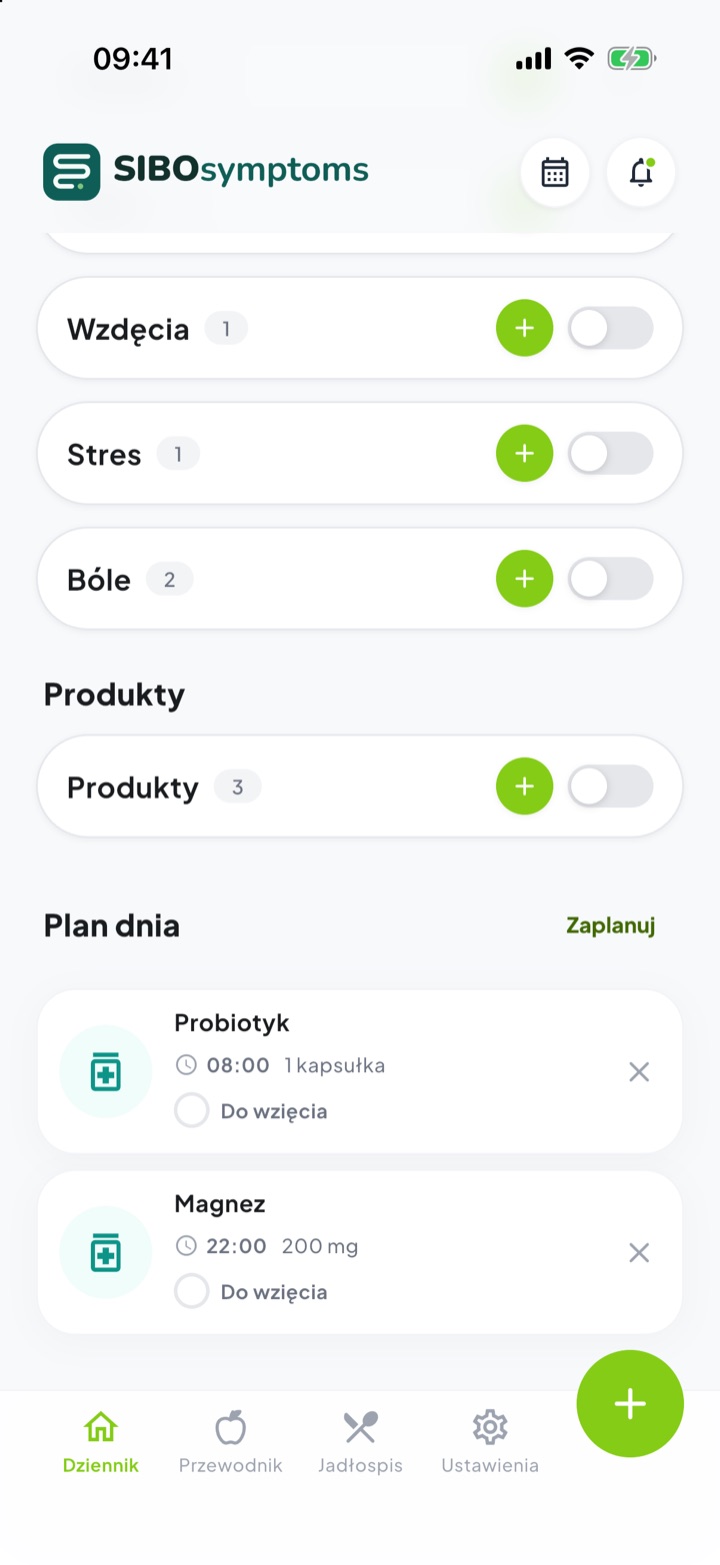 09:41
SIBOsymptoms
Wzdęcia 1
Stres 1
Bóle 2
Produkty
Produkty 3
Plan dnia Zaplanuj
Probiotyk
08:00 1 kapsułka
Do wzięcia
Magnez
22:00 200 mg
Do wzięcia
Dziennik Przewodnik Jadłospis Ustawienia